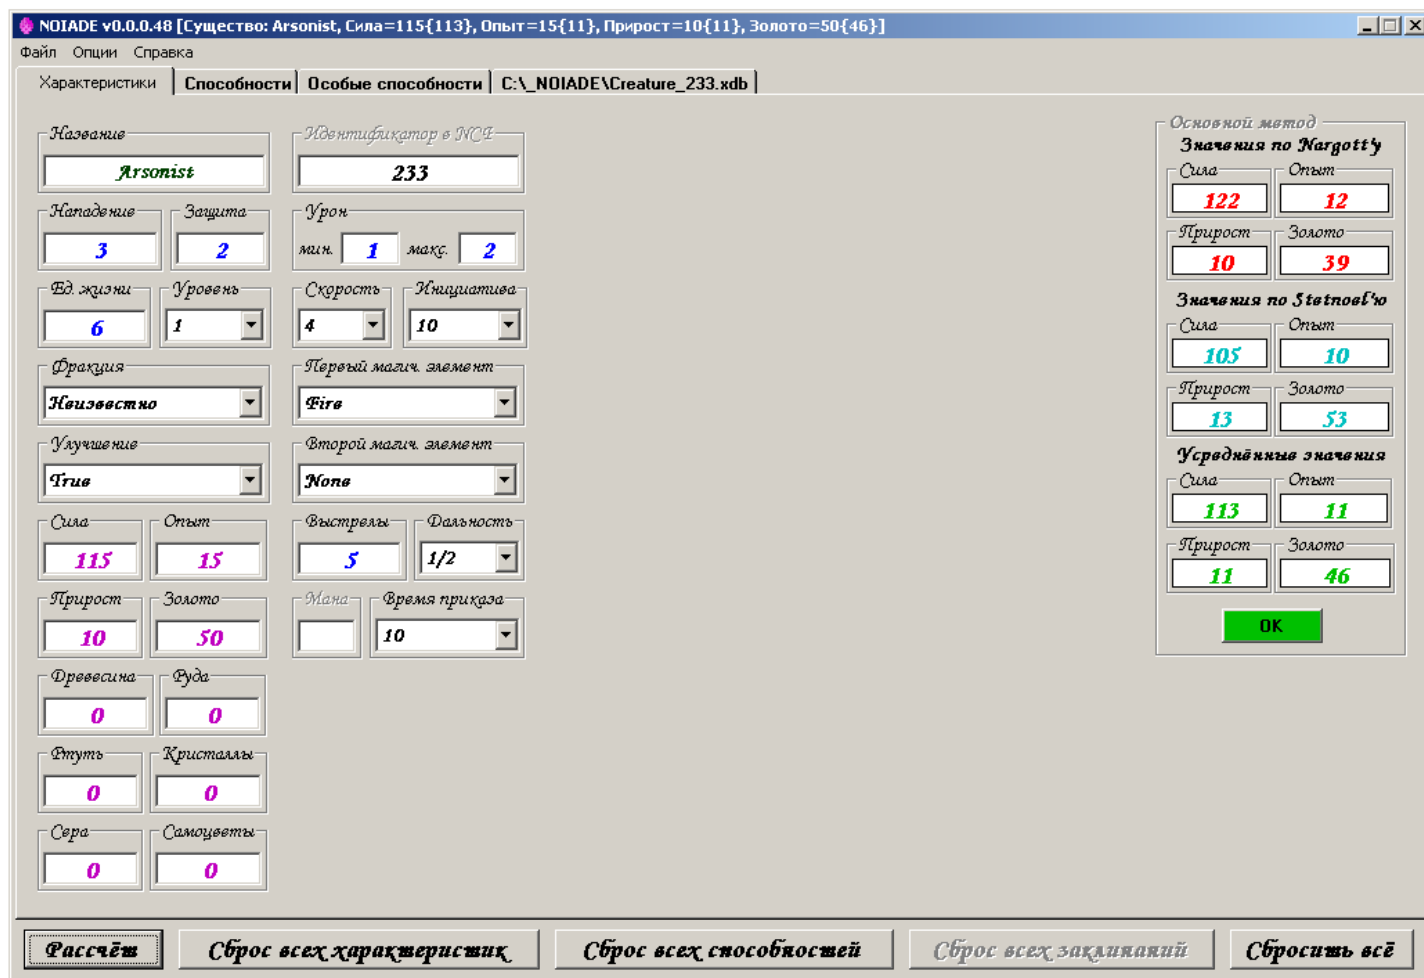 NOIADE v0.0.0.48 [Существо: Arsonist, Сила=115{113}, Опыт=15{11}, Прирост=10{11}, Золото=50{46}]
Файл Опции Справка
Характеристики Способности Особые способности C:\_NOIADE\Creature_233.xdb
Название Идентификатор в NCF
Arsonist 233
Нападение Защита Урон
3 2 мин. 1 макс. 2
Ед. жизни Уровень Скорость Инициатива
6 1 4 10
Фракция Первый магич. элемент
Неизвестно Fire
Улучшение Второй магич. элемент
True None
Сила Опыт Выстрелы Дальность
115 15 5 1/2
Прирост Золото Мана Время приказа
10 50 10
Древесина Руда
0 0
Ртуть Кристаллы
0 0
Сера Самоцветы
0 0
Основной метод
Значения по Nargott'у
Сила Опыт
122 12
Прирост Золото
10 39
Значения по Stetnoel'ю
Сила Опыт
105 10
Прирост Золото
13 53
Усреднённые значения
Сила Опыт
113 11
Прирост Золото
11 46
OK
Рассчёт Сброс всех характеристик Сброс всех способностей Сброс всех заклинаний Сбросить всё